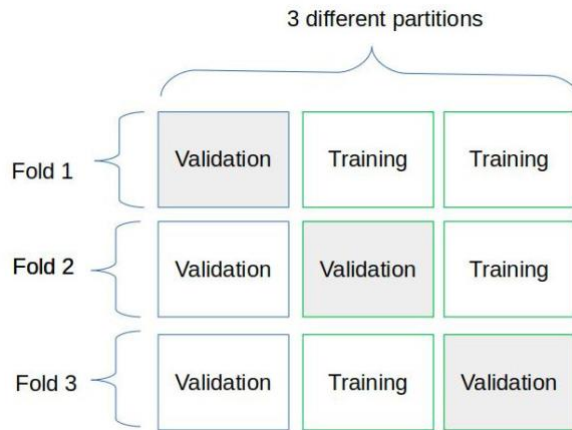 3 different partitions
Fold 1
Validation
Training
Training
Fold 2
Validation
Validation
Training
Fold 3
Validation
Training
Validation